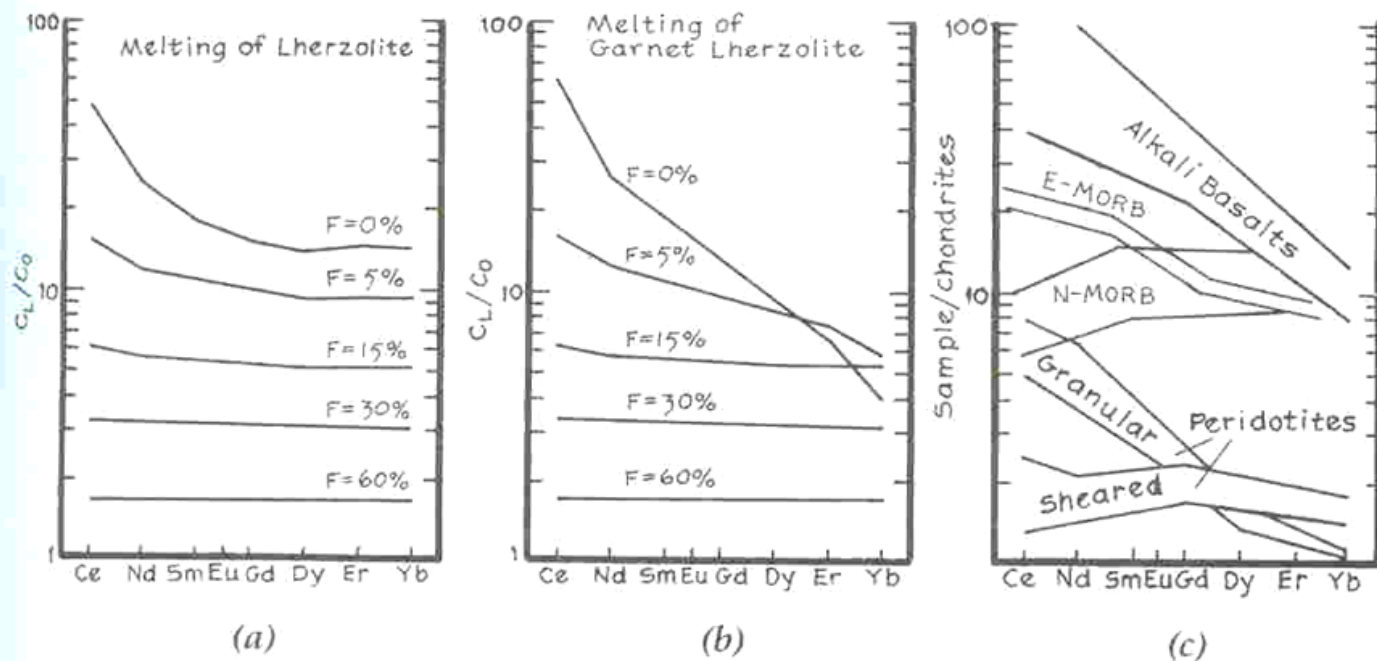 100
10
1
C_L/C_O
Melting of Lherzolite
F=0%
F=5%
F=15%
F=30%
F=60%
Ce Nd Sm Eu Gd Dy Er Yb
(a)
100
10
1
C_L/C_O
Melting of
Garnet Lherzolite
F=0%
F=5%
F=15%
F=30%
F=60%
Ce Nd Sm Eu Gd Dy Er Yb
(b)
100
10
Sample/chondrites
Alkali Basalts
E-MORB
N-MORB
Granular
Peridotites
Sheared
Ce Nd Sm Eu Gd Dy Er Yb
(c)